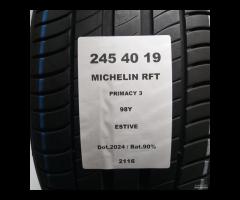 245 40 19
MICHELIN RFT
PRIMACY 3
98Y
ESTIVE
Dot.2024 / Bat.90%
2116